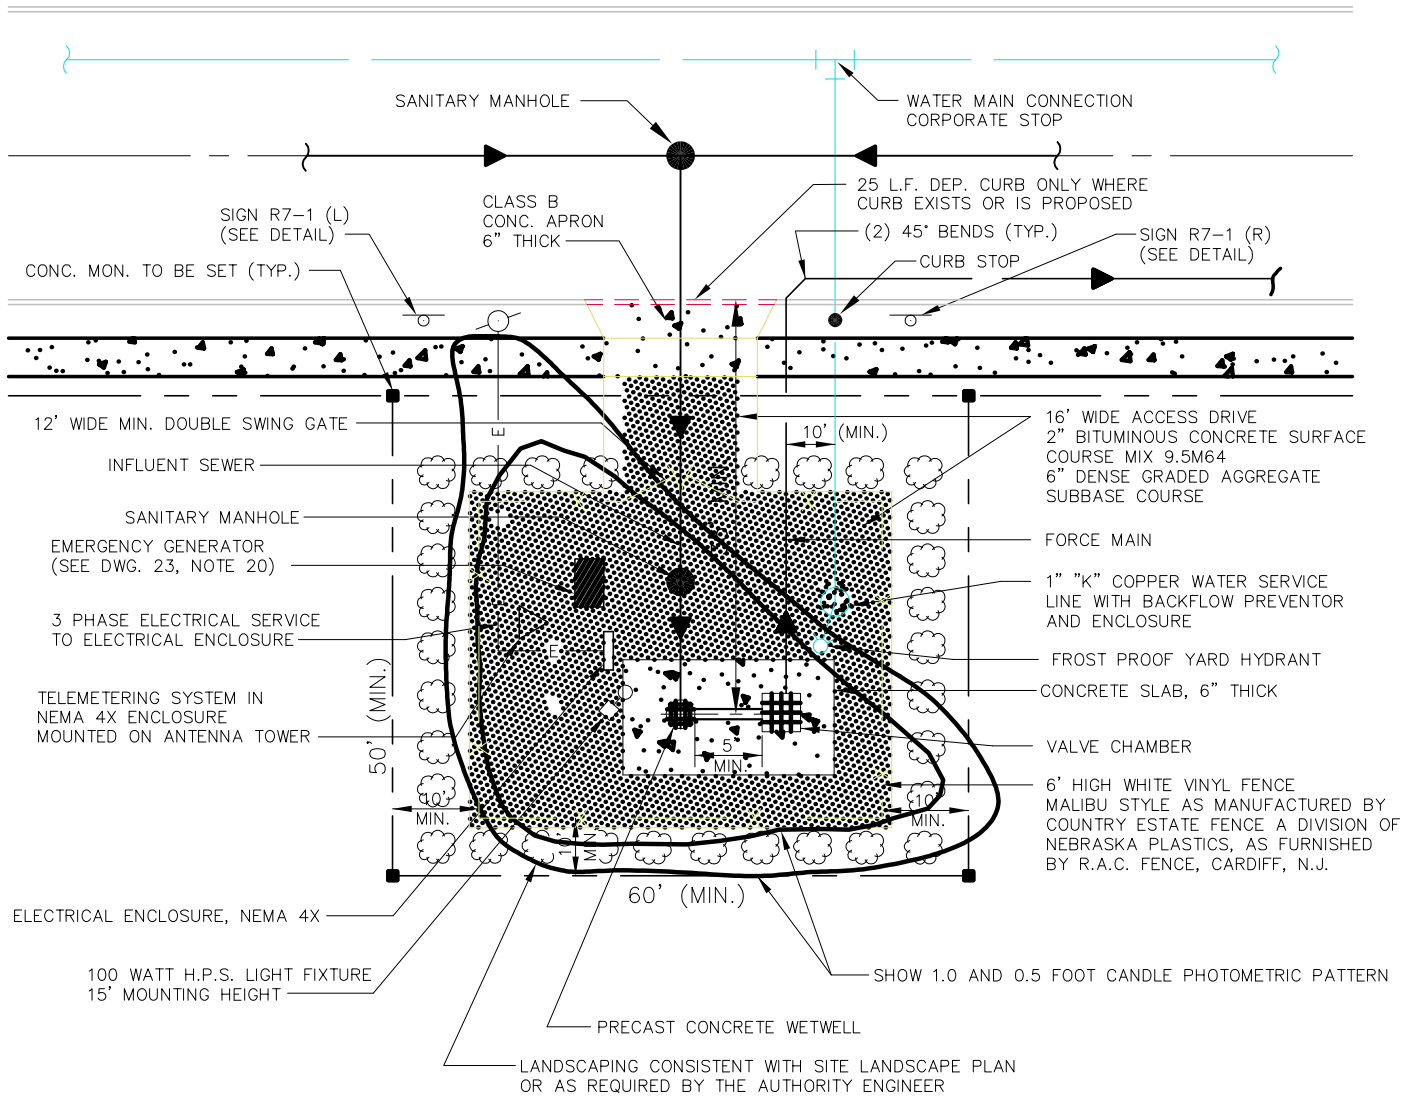 SANITARY MANHOLE
WATER MAIN CONNECTION
CORPORATE STOP
25 L.F. DEP. CURB ONLY WHERE
CURB EXISTS OR IS PROPOSED
CLASS B
CONC. APRON
6" THICK
SIGN R7-1 (L)
(SEE DETAIL)
(2) 45° BENDS (TYP.)
SIGN R7-1 (R)
(SEE DETAIL)
CURB STOP
CONC. MON. TO BE SET (TYP.)
12' WIDE MIN. DOUBLE SWING GATE
E
10' (MIN.)
16' WIDE ACCESS DRIVE
2" BITUMINOUS CONCRETE SURFACE
COURSE MIX 9.5M64
6" DENSE GRADED AGGREGATE
SUBBASE COURSE
INFLUENT SEWER
SANITARY MANHOLE
EMERGENCY GENERATOR
(SEE DWG. 23, NOTE 20)
FORCE MAIN
1" "K" COPPER WATER SERVICE
LINE WITH BACKFLOW PREVENTOR
AND ENCLOSURE
3 PHASE ELECTRICAL SERVICE
TO ELECTRICAL ENCLOSURE
E
FROST PROOF YARD HYDRANT
CONCRETE SLAB, 6" THICK
TELEMETERING SYSTEM IN
NEMA 4X ENCLOSURE
MOUNTED ON ANTENNA TOWER
50' (MIN.)
5'
MIN.
VALVE CHAMBER
6' HIGH WHITE VINYL FENCE
MALIBU STYLE AS MANUFACTURED BY
COUNTRY ESTATE FENCE A DIVISION OF
NEBRASKA PLASTICS, AS FURNISHED
BY R.A.C. FENCE, CARDIFF, N.J.
10'
MIN.
10'
MIN.
10'
MIN
60' (MIN.)
ELECTRICAL ENCLOSURE, NEMA 4X
100 WATT H.P.S. LIGHT FIXTURE
15' MOUNTING HEIGHT
SHOW 1.0 AND 0.5 FOOT CANDLE PHOTOMETRIC PATTERN
PRECAST CONCRETE WETWELL
LANDSCAPING CONSISTENT WITH SITE LANDSCAPE PLAN
OR AS REQUIRED BY THE AUTHORITY ENGINEER